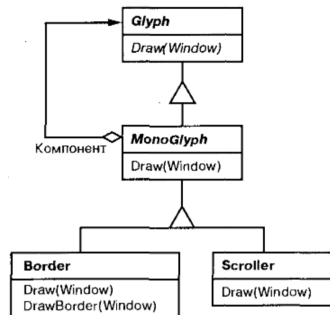 Glyph
Draw(Window)
Компонент
MonoGlyph
Draw(Window)
Border
Draw(Window)
DrawBorder(Window)
Scroller
Draw(Window)